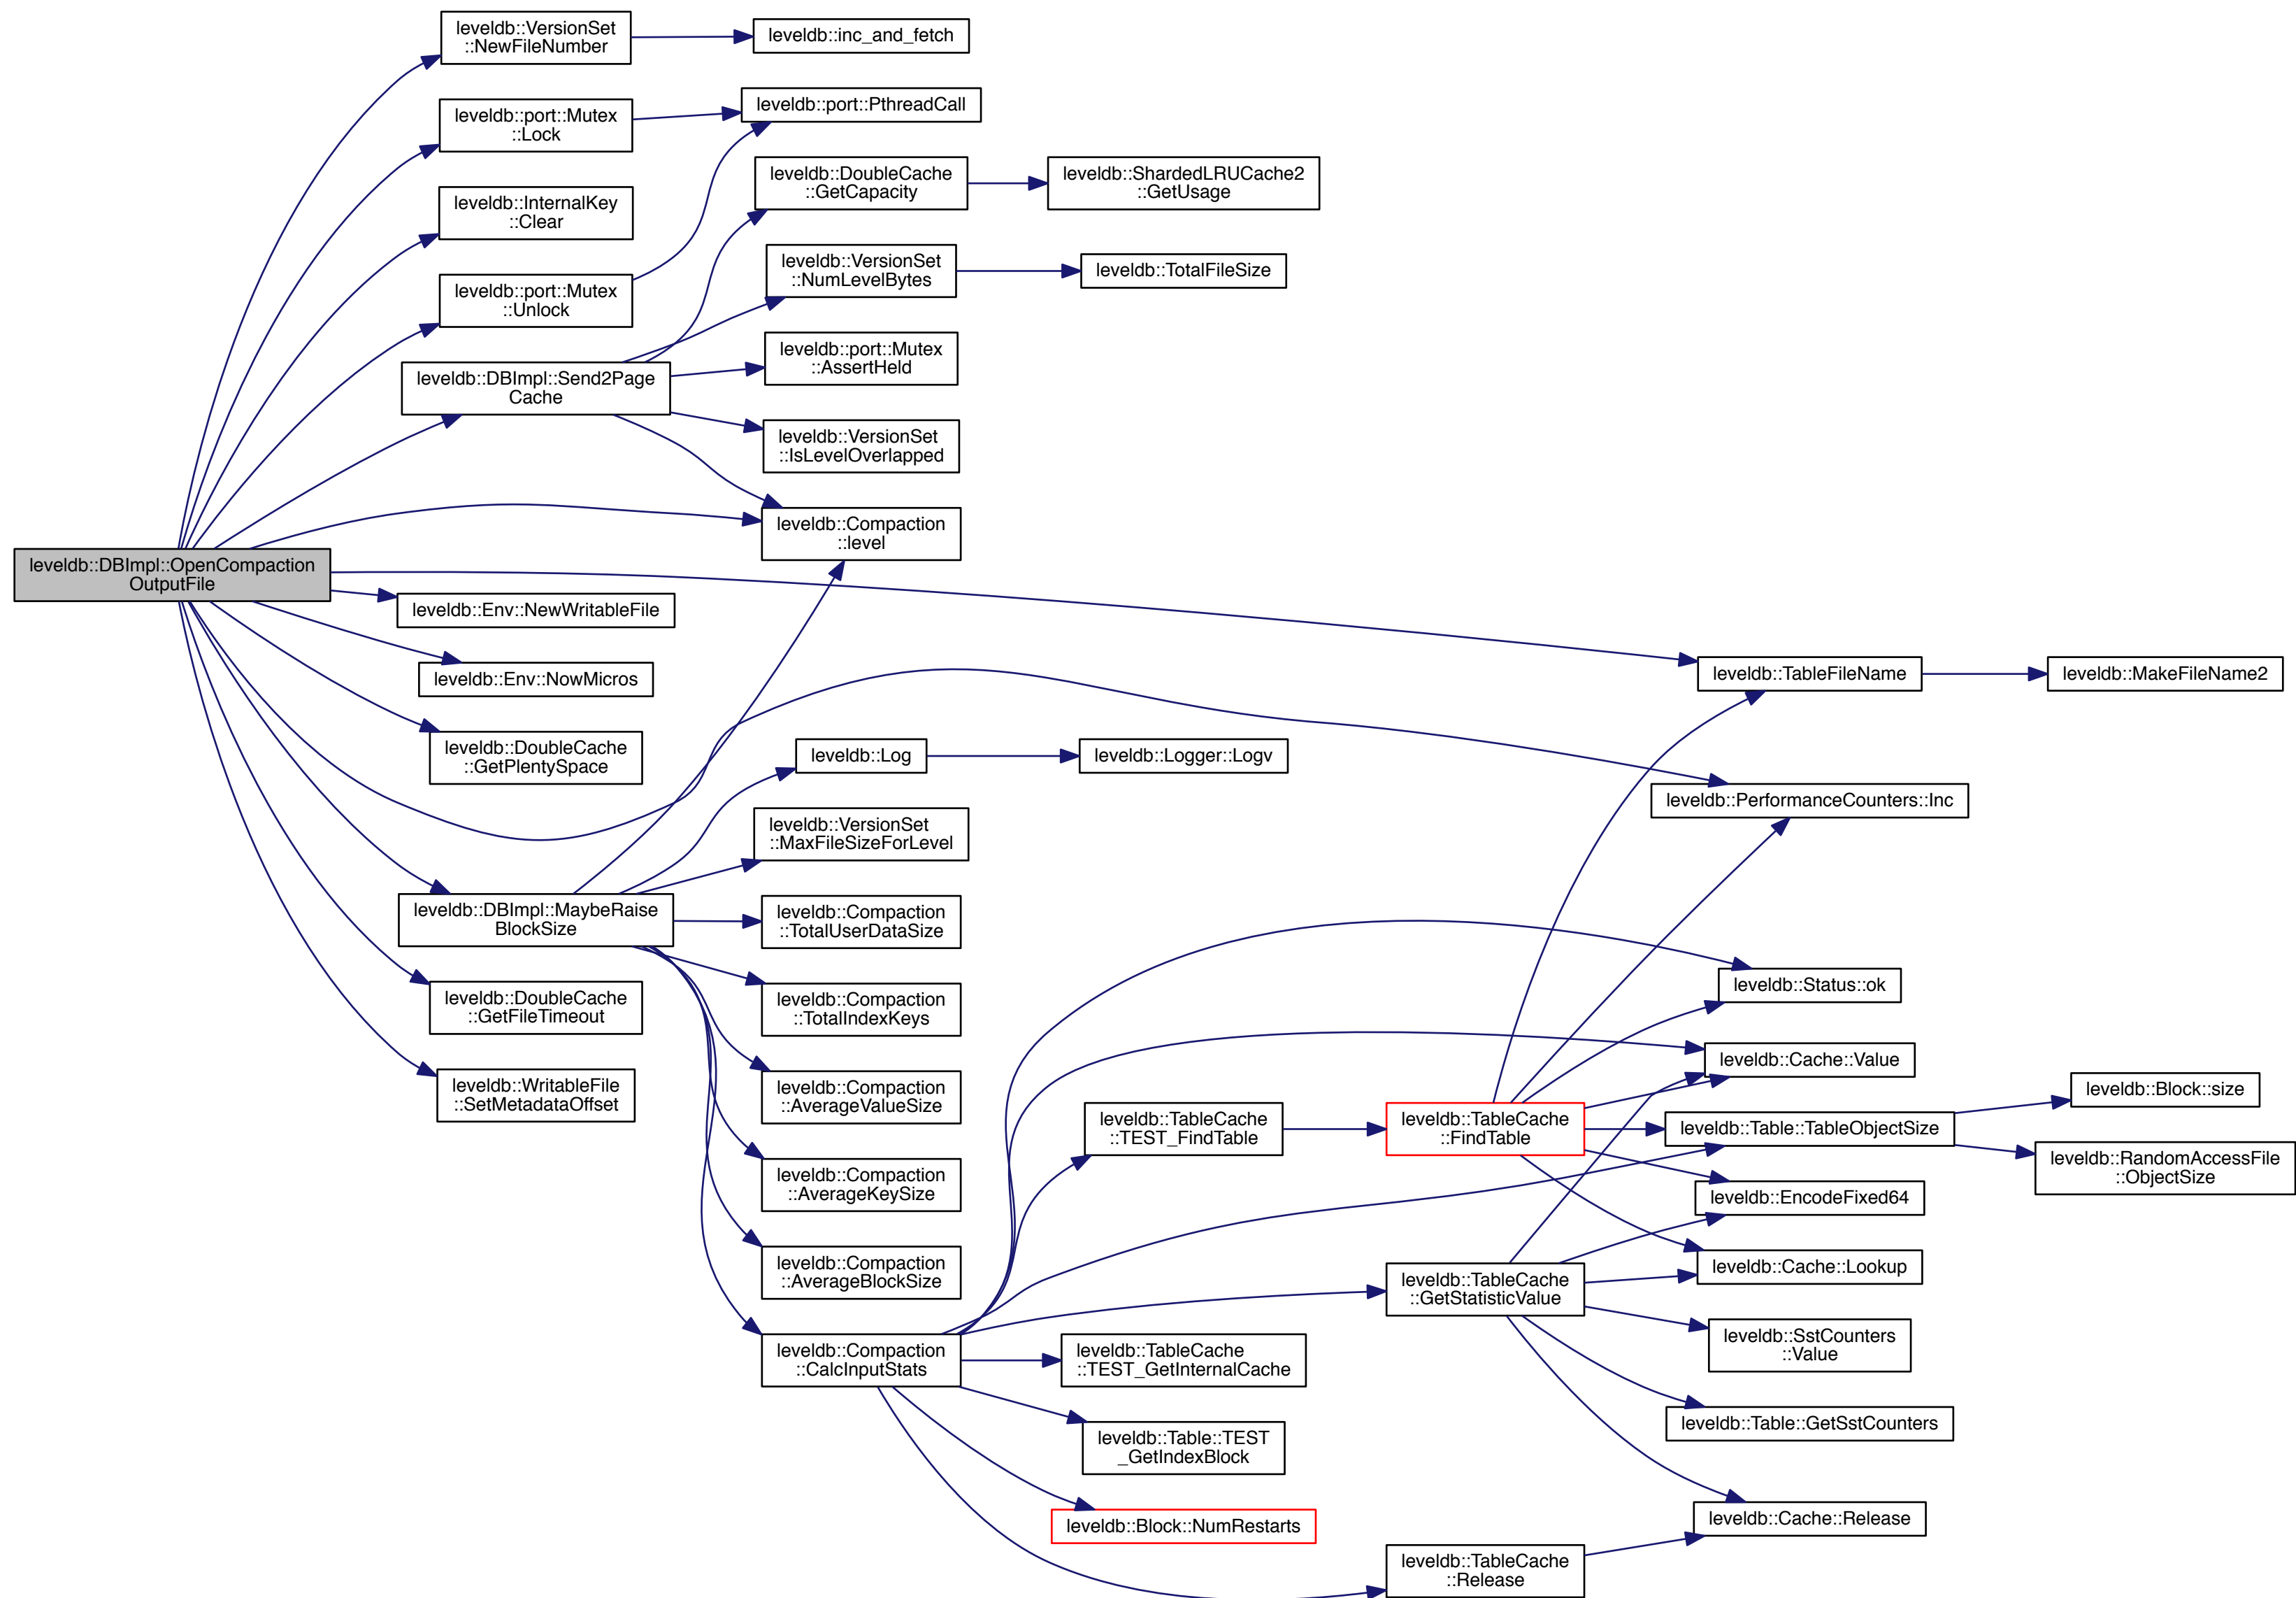 leveldb::VersionSet
::NewFileNumber
leveldb::inc_and_fetch
leveldb::port::Mutex
::Lock
leveldb::port::PthreadCall
leveldb::InternalKey
::Clear
leveldb::DoubleCache
::GetCapacity
leveldb::ShardedLRUCache2
::GetUsage
leveldb::port::Mutex
::Unlock
leveldb::VersionSet
::NumLevelBytes
leveldb::TotalFileSize
leveldb::DBImpl::Send2Page
Cache
leveldb::port::Mutex
::AssertHeld
leveldb::VersionSet
::IsLevelOverlapped
leveldb::Compaction
::level
leveldb::DBImpl::OpenCompaction
OutputFile
leveldb::Env::NewWritableFile
leveldb::Env::NowMicros
leveldb::TableFileName
leveldb::MakeFileName2
leveldb::DoubleCache
::GetPlentySpace
leveldb::Log
leveldb::Logger::Logv
leveldb::PerformanceCounters::Inc
leveldb::VersionSet
::MaxFileSizeForLevel
leveldb::DBImpl::MaybeRaise
BlockSize
leveldb::Compaction
::TotalUserDataSize
leveldb::DoubleCache
::GetFileTimeout
leveldb::Compaction
::TotalIndexKeys
leveldb::Status::ok
leveldb::WritableFile
::SetMetadataOffset
leveldb::Compaction
::AverageValueSize
leveldb::Cache::Value
leveldb::Block::size
leveldb::TableCache
::TEST_FindTable
leveldb::TableCache
::FindTable
leveldb::Table::TableObjectSize
leveldb::RandomAccessFile
::ObjectSize
leveldb::Compaction
::AverageKeySize
leveldb::EncodeFixed64
leveldb::Compaction
::AverageBlockSize
leveldb::TableCache
::GetStatisticValue
leveldb::Cache::Lookup
leveldb::Compaction
::CalcInputStats
leveldb::TableCache
::TEST_GetInternalCache
leveldb::SstCounters
::Value
leveldb::Table::TEST
_GetIndexBlock
leveldb::Table::GetSstCounters
leveldb::Block::NumRestarts
leveldb::Cache::Release
leveldb::TableCache
::Release